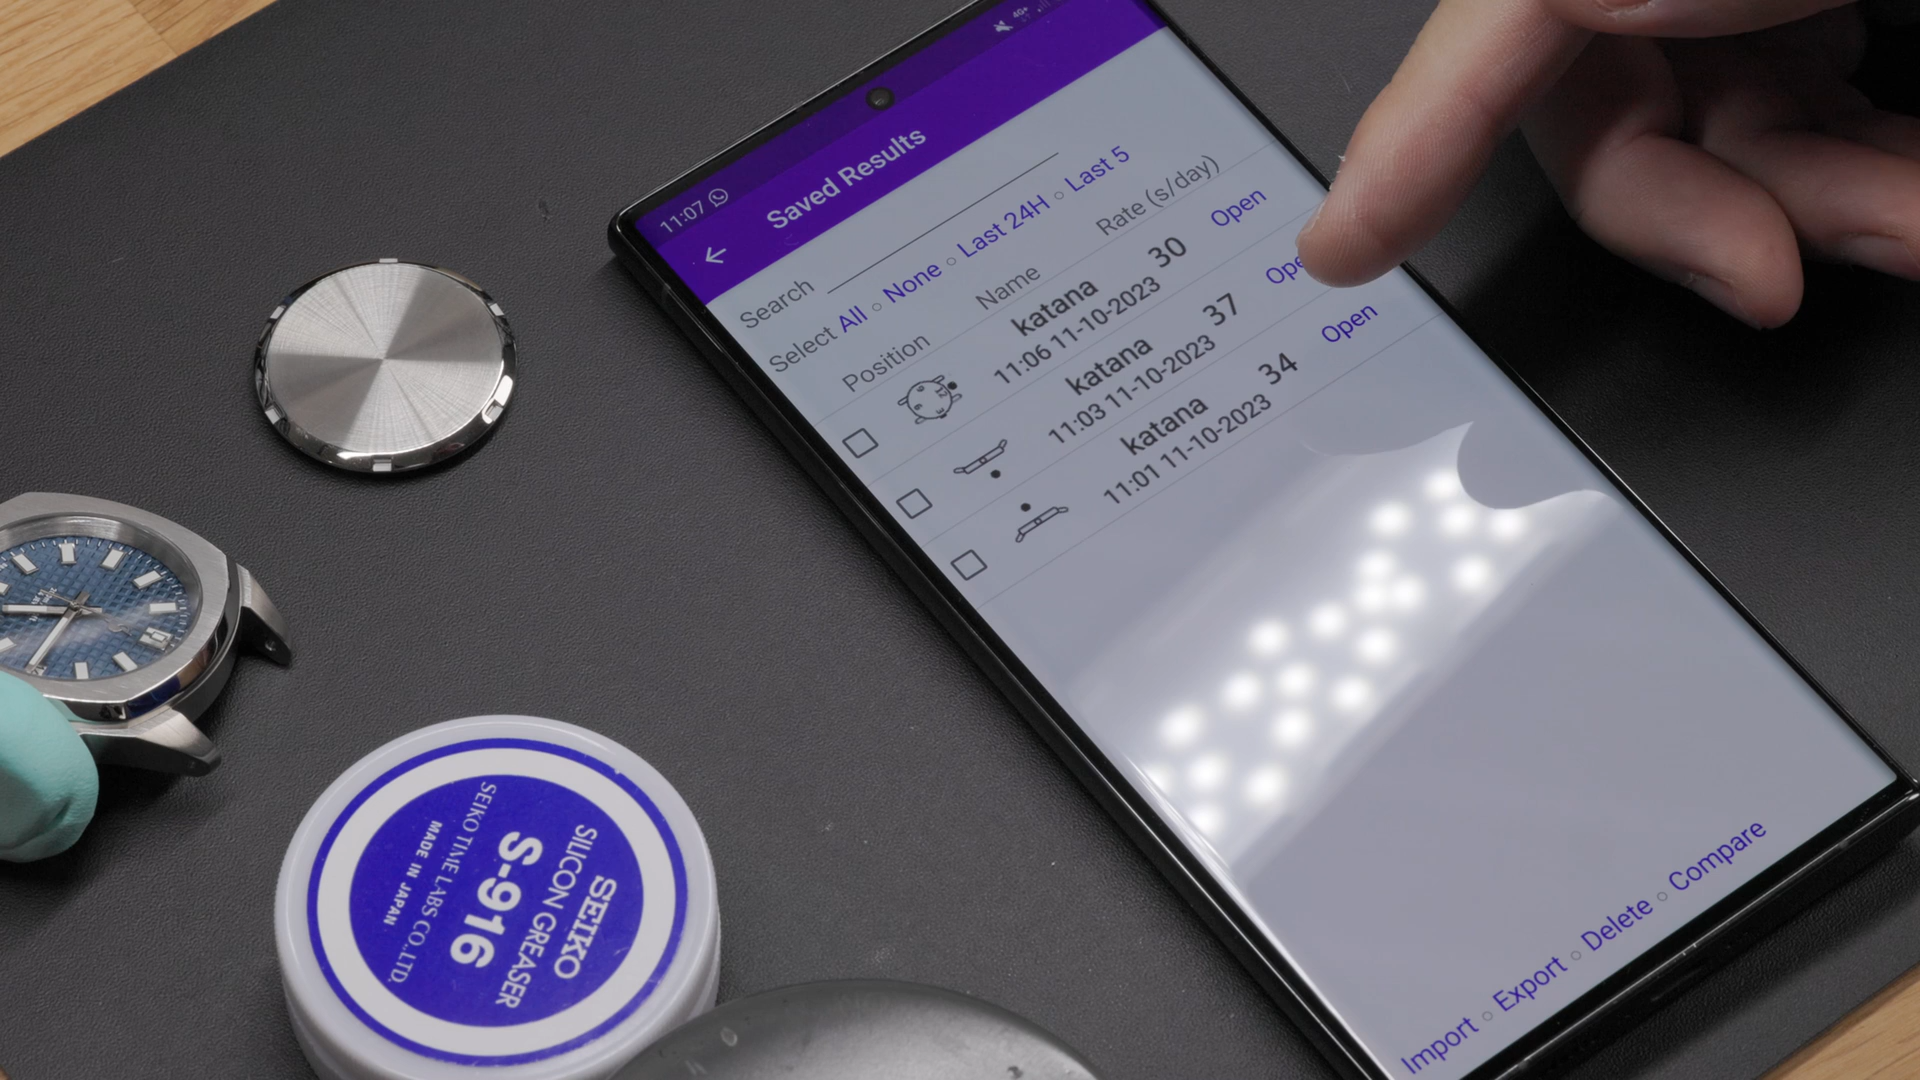 11:07
4G+
Saved Results
Search
Select All ○ None ○ Last 24H ○ Last 5
Position Name Rate (s/day)
katana 30 Open
11:06 11-10-2023
katana 37 Ope
11:03 11-10-2023
katana 34 Open
11:01 11-10-2023
Import ○ Export ○ Delete ○ Compare
SEIKO
SILICON GREASER
S-916
MADE IN JAPAN
SEIKO TIME LABS CO.,LTD.